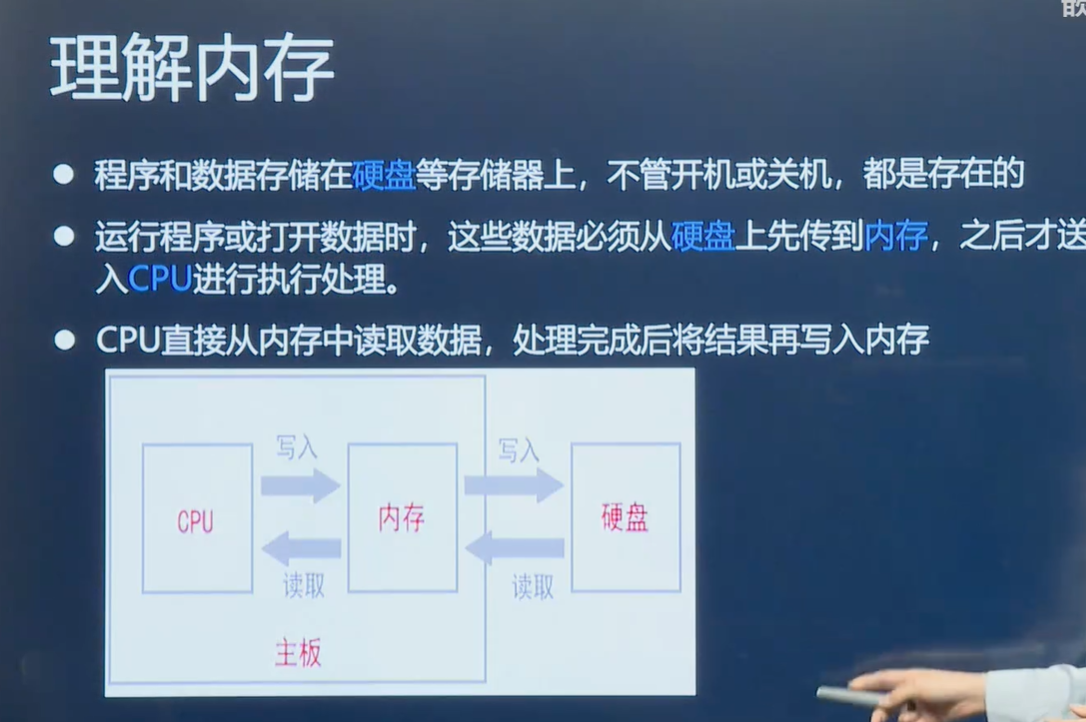 理解内存
● 程序和数据存储在硬盘等存储器上，不管开机或关机，都是存在的
● 运行程序或打开数据时，这些数据必须从硬盘上先传到内存，之后才送
入CPU进行执行处理。
● CPU直接从内存中读取数据，处理完成后将结果再写入内存
写入
写入
CPU
内存
硬盘
读取
读取
主板